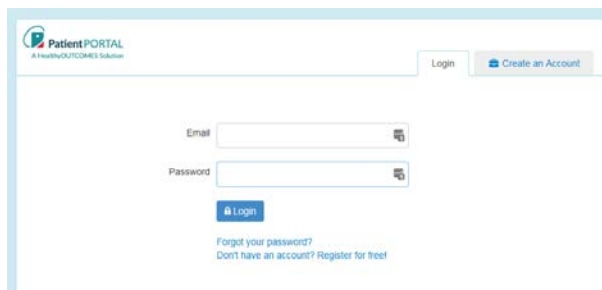 PatientPORTAL
A HealthyOUTCOMES Solution
Login
Create an Account
Email
Password
Login
Forgot your password?
Don't have an account? Register for free!